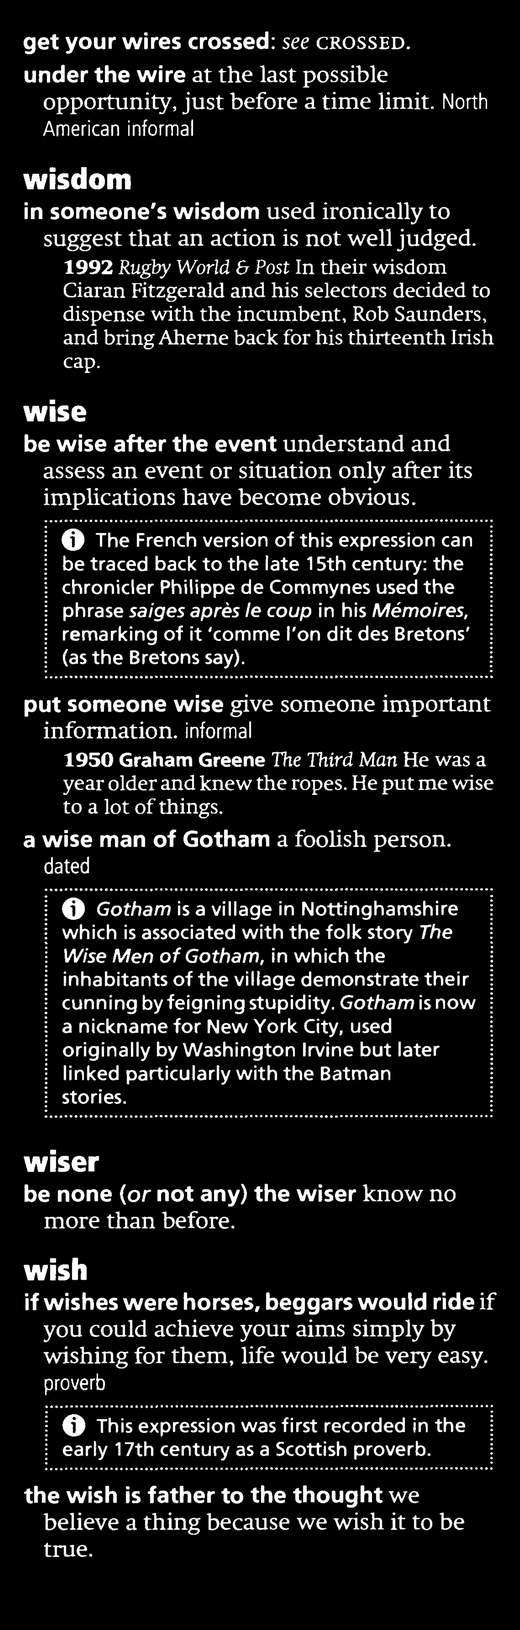 get your wires crossed: see CROSSED.
under the wire at the last possible
opportunity, just before a time limit. North
American informal
wisdom
in someone's wisdom used ironically to
suggest that an action is not well judged.
1992 Rugby World & Post In their wisdom
Ciaran Fitzgerald and his selectors decided to
dispense with the incumbent, Rob Saunders,
and bring Aherne back for his thirteenth Irish
cap.
wise
be wise after the event understand and
assess an event or situation only after its
implications have become obvious.
ⓘ The French version of this expression can
be traced back to the late 15th century: the
chronicler Philippe de Commynes used the
phrase saiges après le coup in his Mémoires,
remarking of it ‘comme l’on dit des Bretons’
(as the Bretons say).
put someone wise give someone important
information. informal
1950 Graham Greene The Third Man He was a
year older and knew the ropes. He put me wise
to a lot of things.
a wise man of Gotham a foolish person.
dated
ⓘ Gotham is a village in Nottinghamshire
which is associated with the folk story The
Wise Men of Gotham, in which the
inhabitants of the village demonstrate their
cunning by feigning stupidity. Gotham is now
a nickname for New York City, used
originally by Washington Irvine but later
linked particularly with the Batman
stories.
wiser
be none (or not any) the wiser know no
more than before.
wish
if wishes were horses, beggars would ride if
you could achieve your aims simply by
wishing for them, life would be very easy.
proverb
ⓘ This expression was first recorded in the
early 17th century as a Scottish proverb.
the wish is father to the thought we
believe a thing because we wish it to be
true.